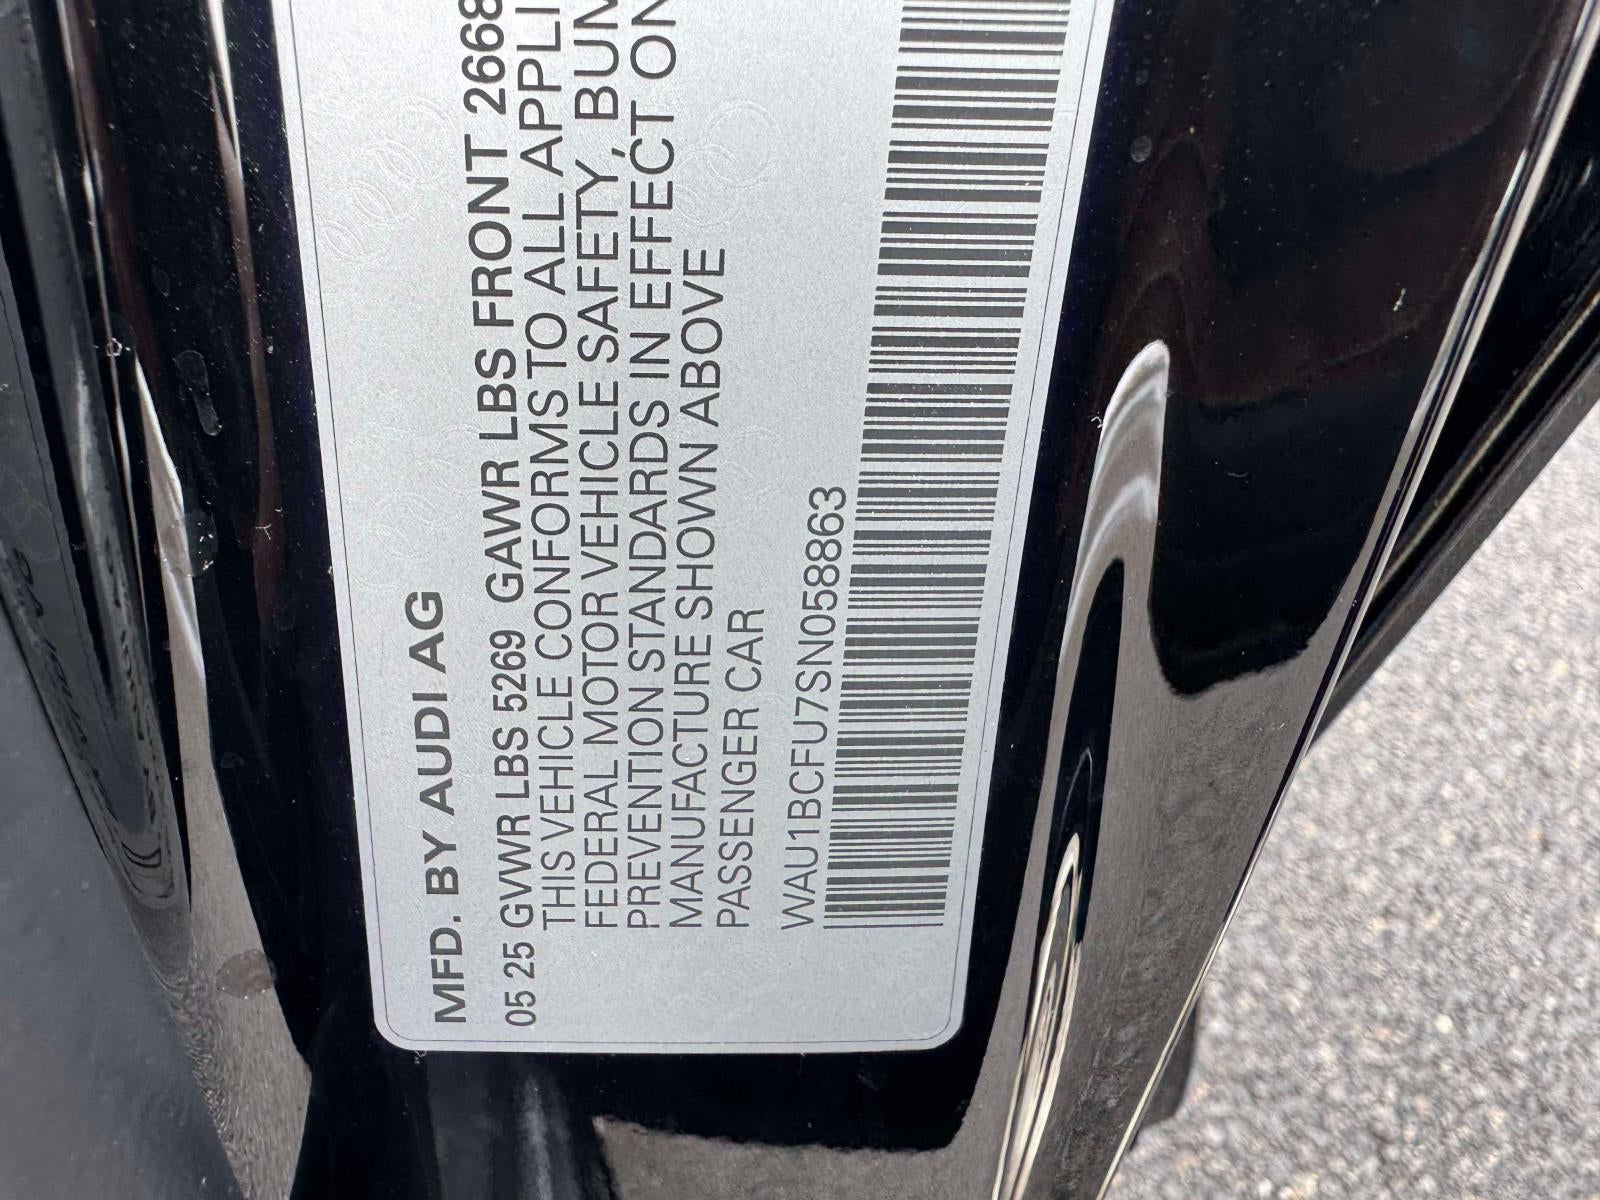 MFD. BY AUDI AG
05 25 GVWR LBS 5269 GAWR LBS FRONT 2668
THIS VEHICLE CONFORMS TO ALL APPLI
FEDERAL MOTOR VEHICLE SAFETY, BUM
PREVENTION STANDARDS IN EFFECT ON
MANUFACTURE SHOWN ABOVE
PASSENGER CAR
WAU1BCFU7SN058863